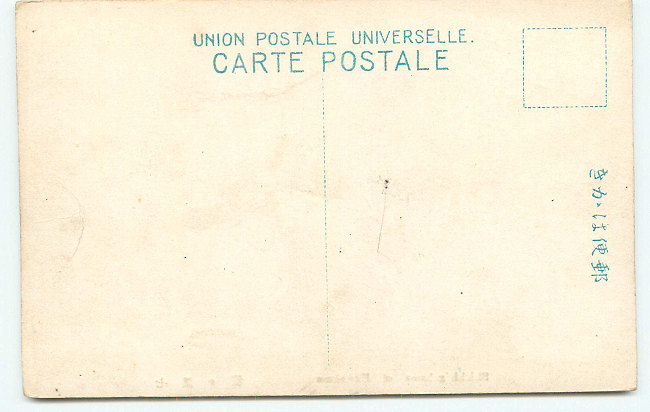 UNION POSTALE UNIVERSELLE.
CARTE POSTALE
郵便はがき